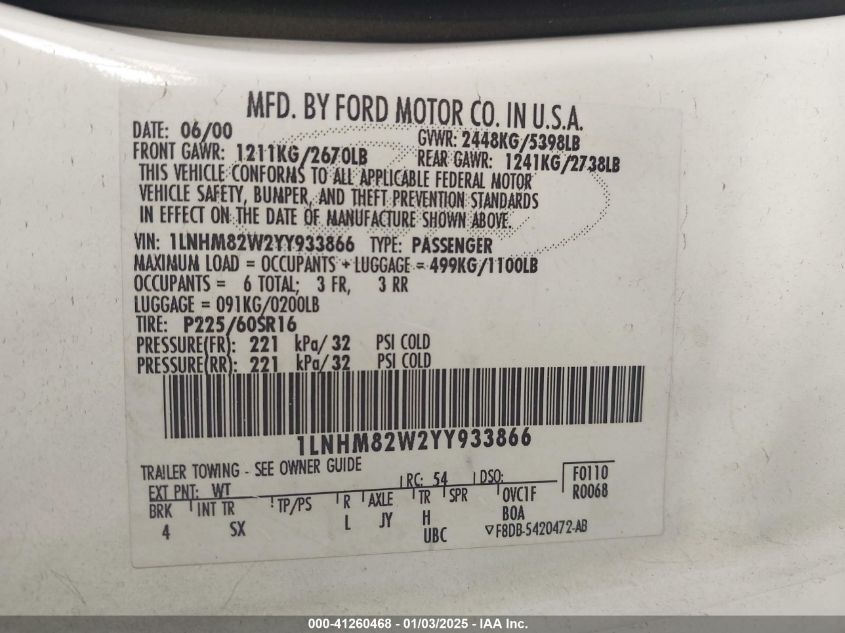 MFD. BY FORD MOTOR CO. IN U.S.A.
DATE: 06/00 GVWR: 2448KG/5398LB
FRONT GAWR: 1211KG/2670LB REAR GAWR: 1241KG/2738LB
THIS VEHICLE CONFORMS TO ALL APPLICABLE FEDERAL MOTOR
VEHICLE SAFETY, BUMPER, AND THEFT PREVENTION STANDARDS
IN EFFECT ON THE DATE OF MANUFACTURE SHOWN ABOVE.
VIN: 1LNHM82W2YY933866 TYPE: PASSENGER
MAXIMUM LOAD = OCCUPANTS + LUGGAGE = 499KG/1100LB
OCCUPANTS = 6 TOTAL; 3 FR, 3 RR
LUGGAGE = 091KG/0200LB
TIRE: P225/60SR16
PRESSURE(FR): 221 kPa/ 32 PSI COLD
PRESSURE(RR): 221 kPa/ 32 PSI COLD
1LNHM82W2YY933866
TRAILER TOWING - SEE OWNER GUIDE
EXT PNT: WT RC: 54 DSO: F0110
BRK INT TR TP/PS R AXLE TR SPR OVC1F R0068
4 SX L JY H BOA
UBC F8DB-5420472-AB
000-41260468 - 01/03/2025 - IAA Inc.